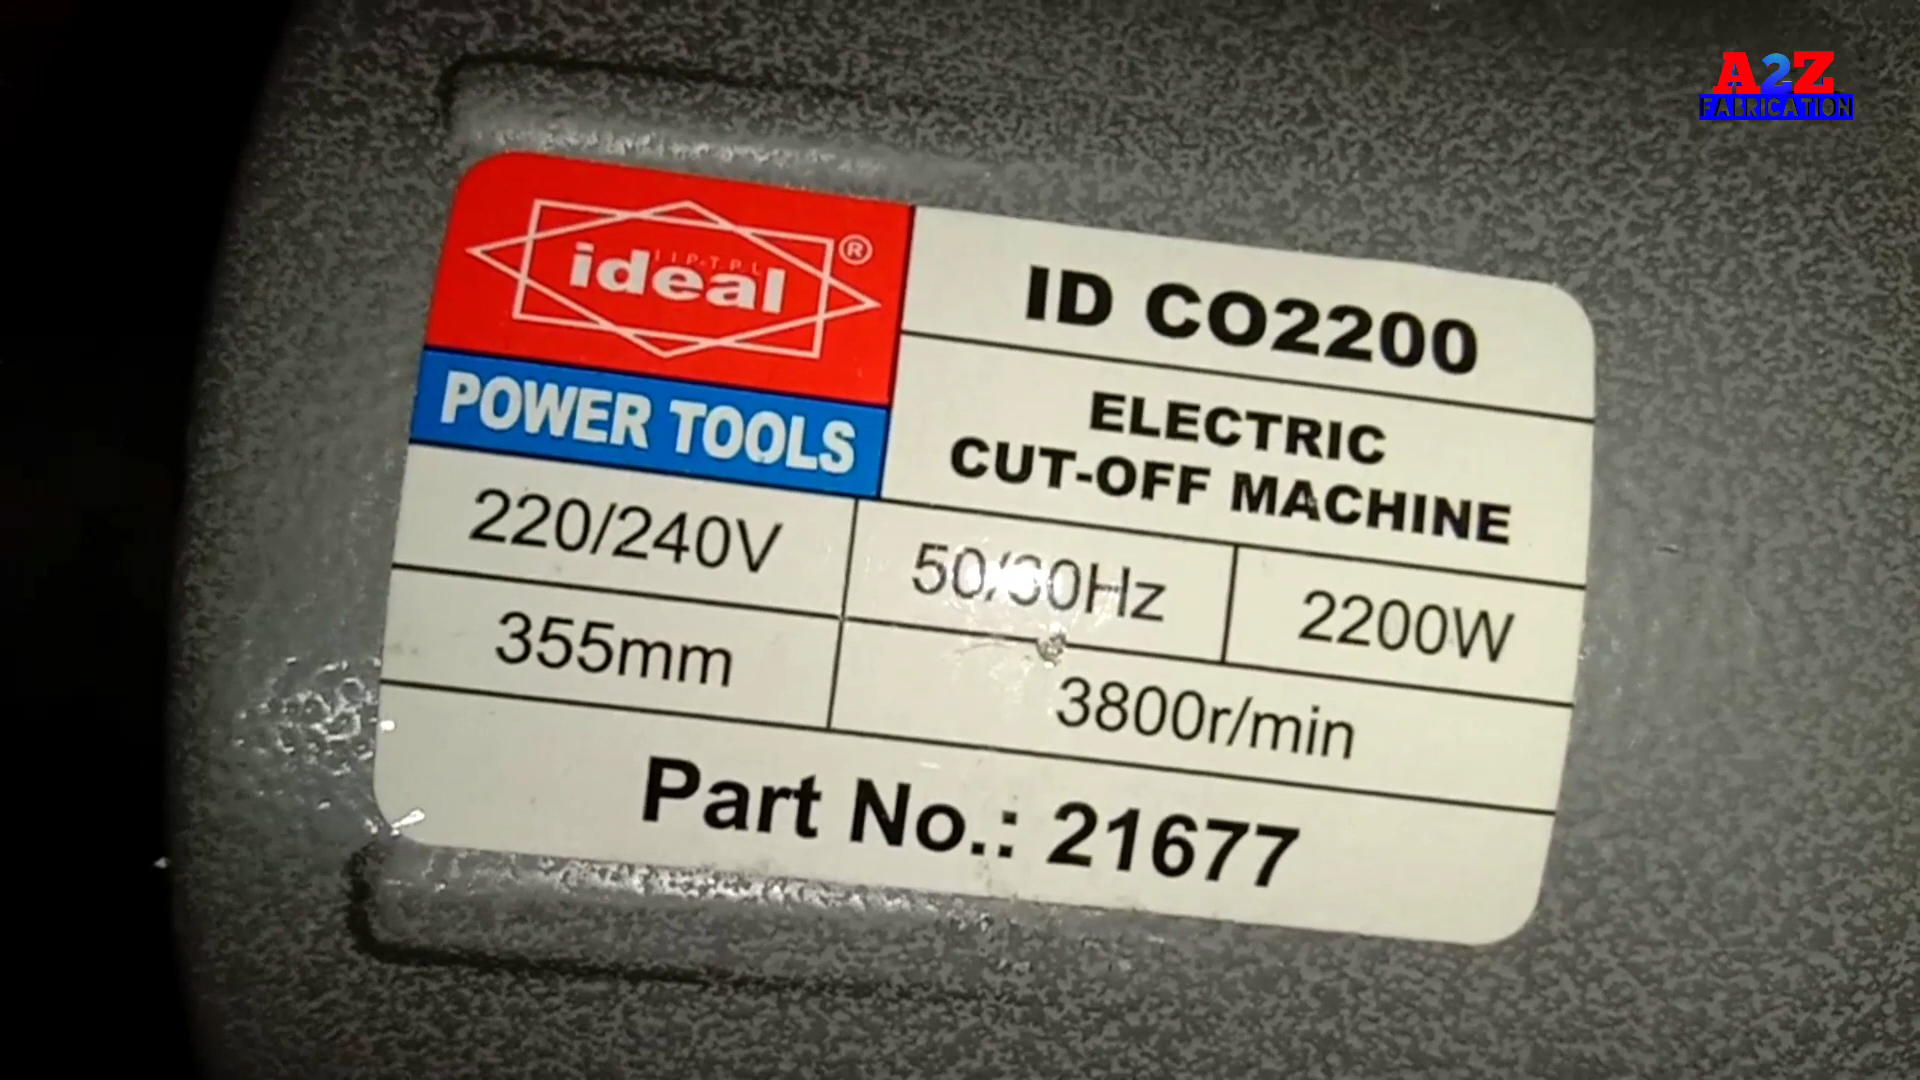 A2Z
FABRICATION
ideal
IIP-T.P.L
®
POWER TOOLS
ID CO2200
ELECTRIC
CUT-OFF MACHINE
220/240V
50/60Hz
2200W
355mm
3800r/min
Part No.: 21677